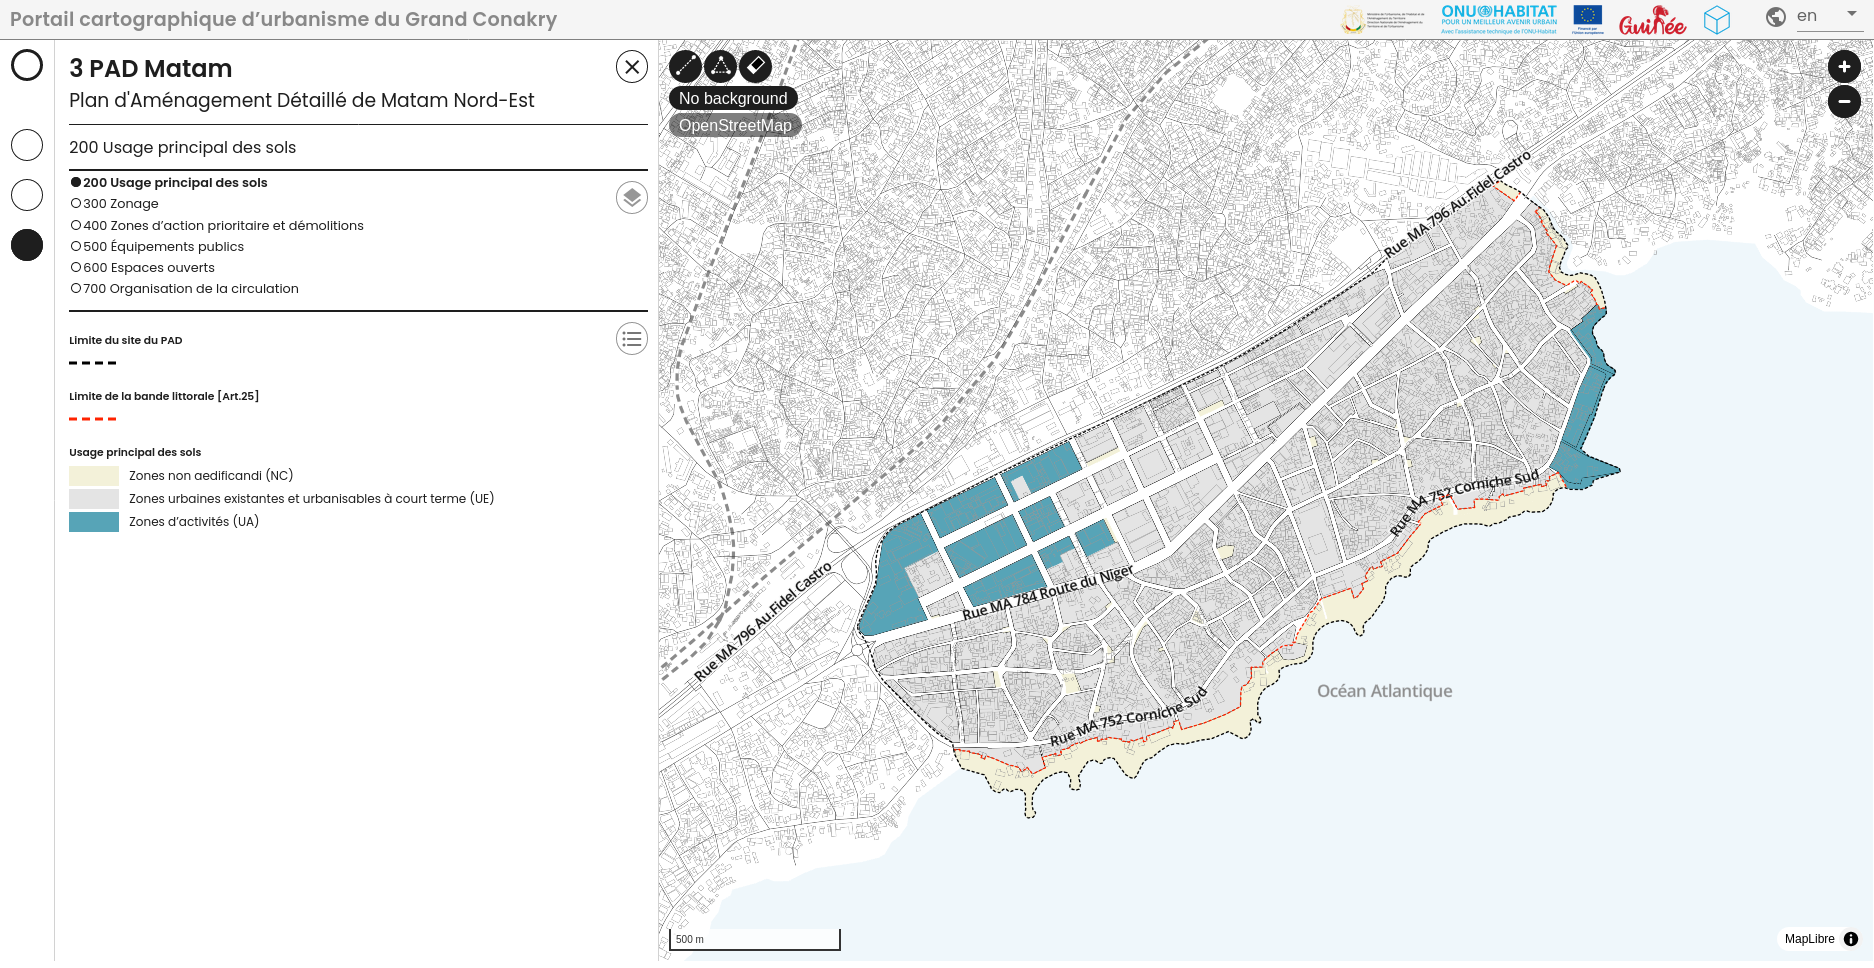 Portail cartographique d’urbanisme du Grand Conakry
ONU HABITAT
POUR UN MEILLEUR AVENIR URBAIN
Avec l'assistance technique de l'ONU-Habitat
Guinée
en
3 PAD Matam
Plan d'Aménagement Détaillé de Matam Nord-Est
200 Usage principal des sols
200 Usage principal des sols
300 Zonage
400 Zones d’action prioritaire et démolitions
500 Équipements publics
600 Espaces ouverts
700 Organisation de la circulation
Limite du site du PAD
Limite de la bande littorale [Art.25]
Usage principal des sols
Zones non aedificandi (NC)
Zones urbaines existantes et urbanisables à court terme (UE)
Zones d’activités (UA)
No background
OpenStreetMap
Rue MA 796 Au.Fidel Castro
Rue MA 752 Corniche Sud
Rue MA 784 Route du Niger
Rue MA 796 Au.Fidel Castro
Rue MA 752 Corniche Sud
Océan Atlantique
500 m
MapLibre